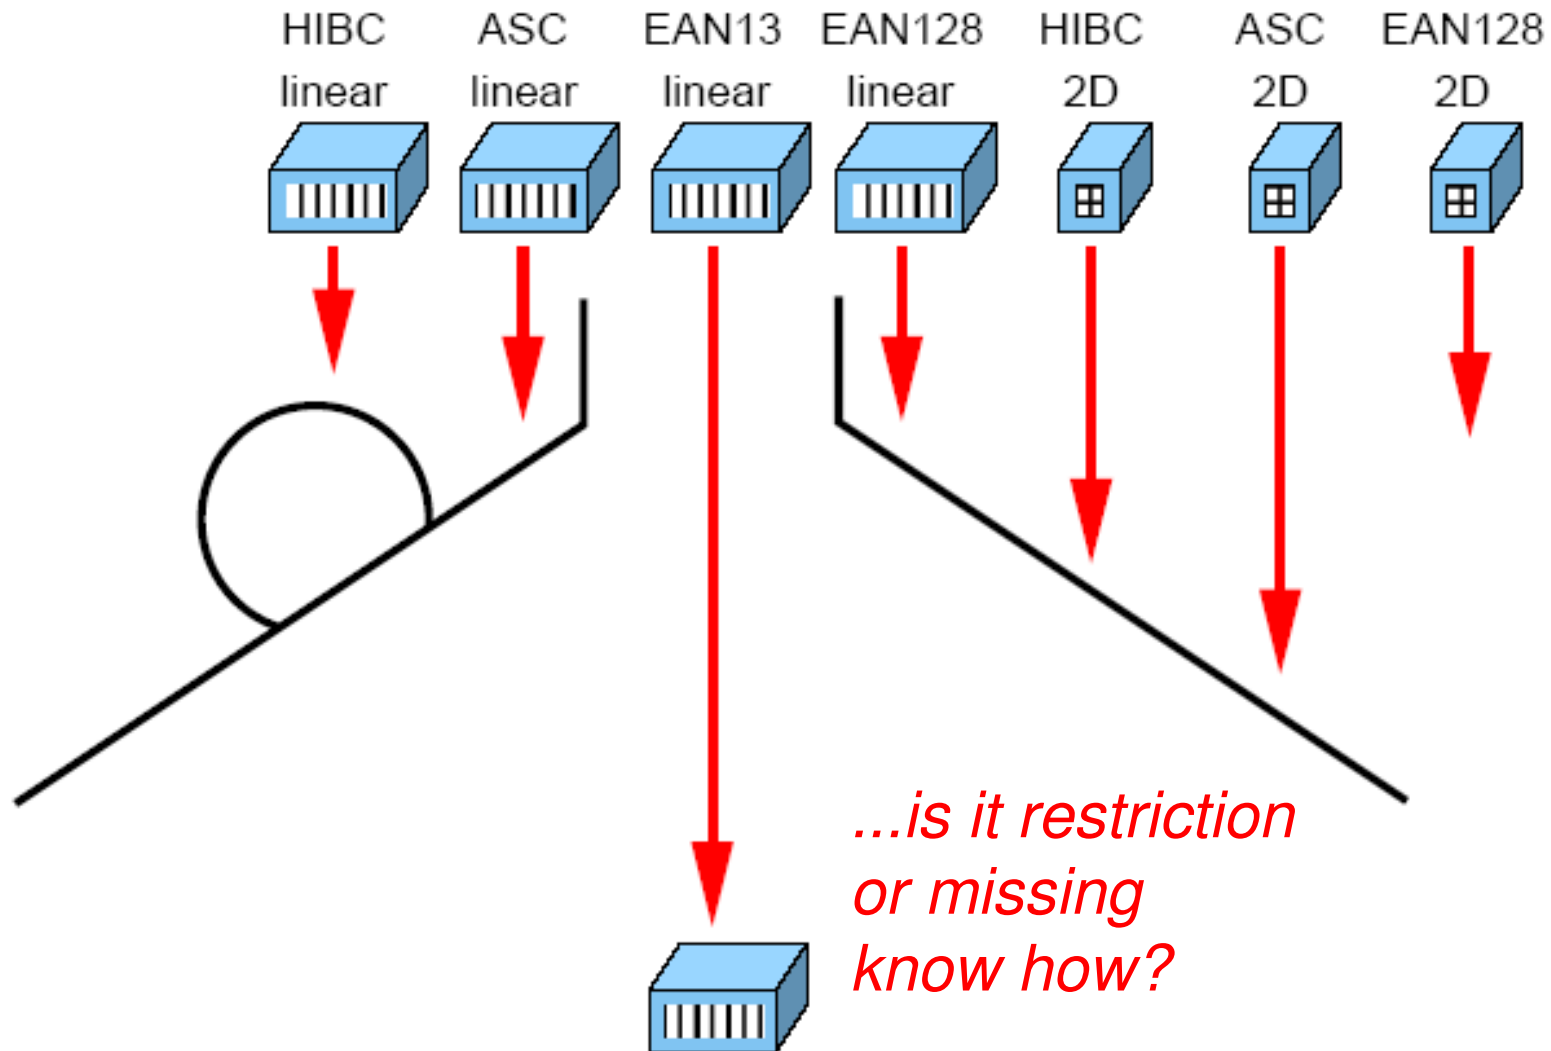 HIBC ASC EAN13 EAN128 HIBC ASC EAN128
linear linear linear linear 2D 2D 2D
...is it restriction
or missing
know how?